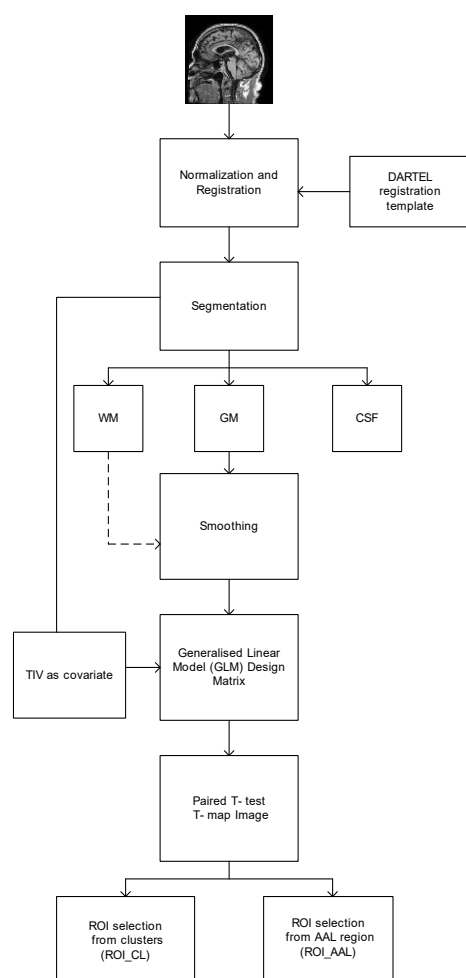 Normalization and
Registration
DARTEL
registration
template
Segmentation
WM
GM
CSF
Smoothing
TIV as covariate
Generalised Linear
Model (GLM) Design
Matrix
Paired T- test
T- map Image
ROI selection
from clusters
(ROI_CL)
ROI selection
from AAL region
(ROI_AAL)